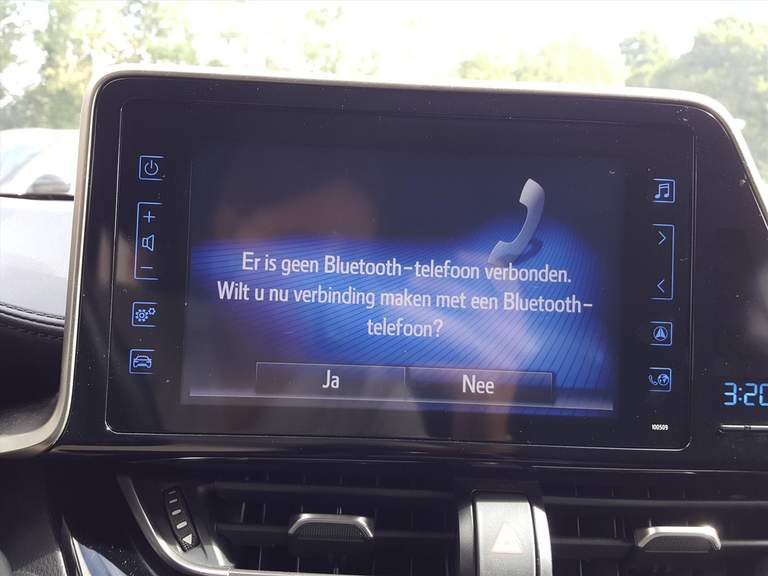 Er is geen Bluetooth-telefoon verbonden.
Wilt u nu verbinding maken met een Bluetooth-
telefoon?
Ja
Nee
3:20
100509